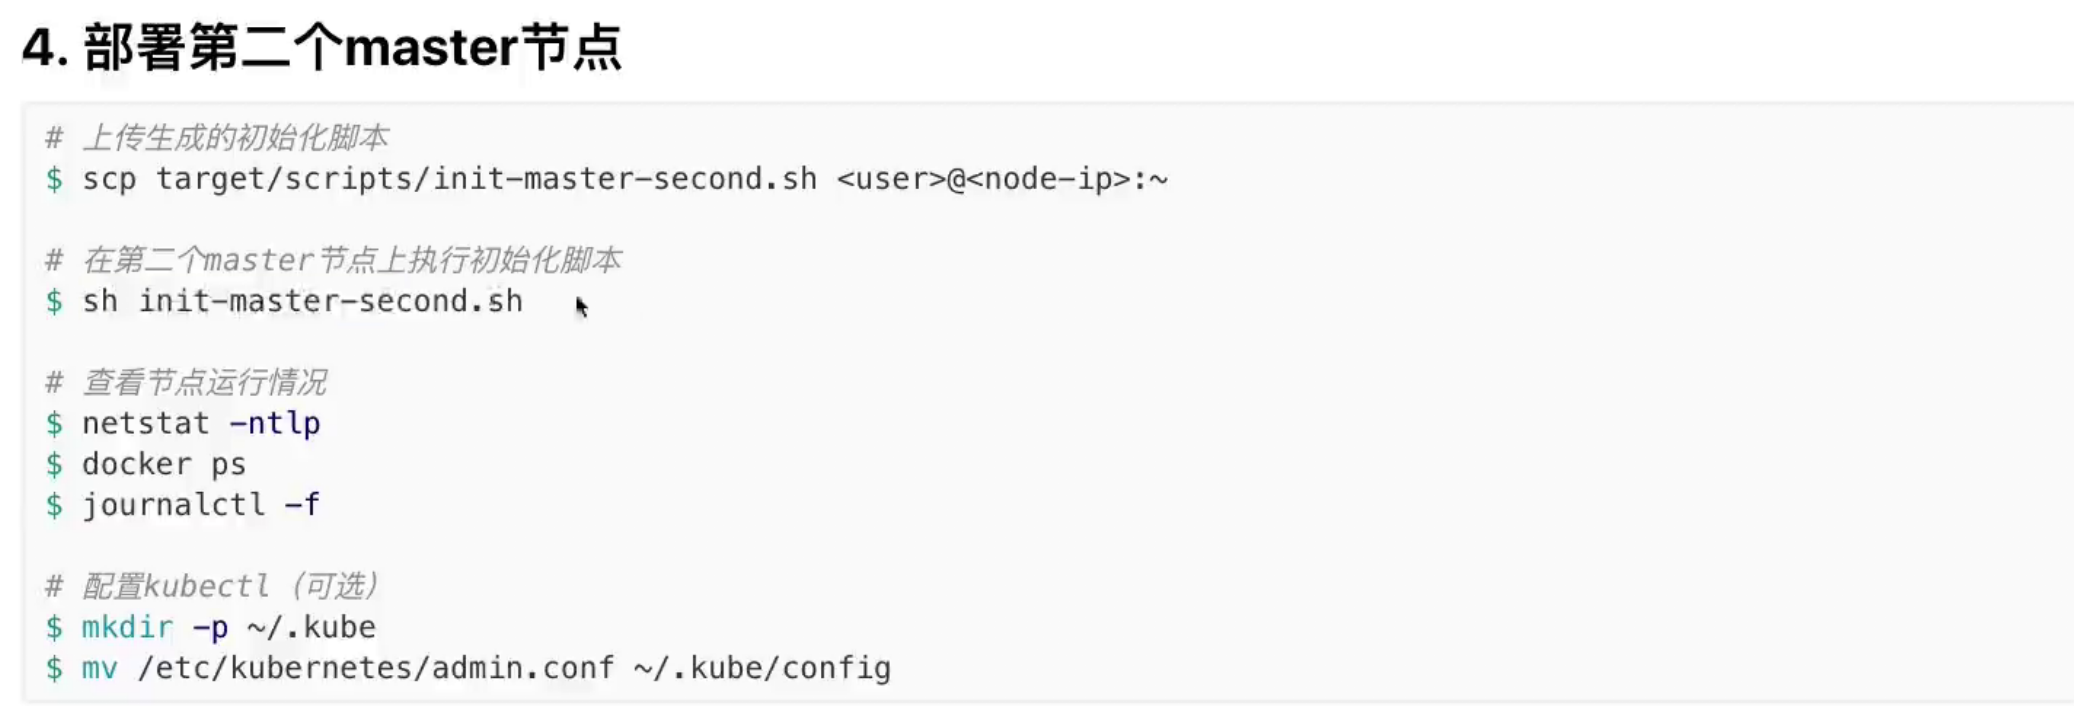 4. 部署第二个master节点
# 上传生成的初始化脚本
$ scp target/scripts/init-master-second.sh <user>@<node-ip>:~
# 在第二个master节点上执行初始化脚本
$ sh init-master-second.sh
# 查看节点运行情况
$ netstat -ntlp
$ docker ps
$ journalctl -f
# 配置kubectl（可选）
$ mkdir -p ~/.kube
$ mv /etc/kubernetes/admin.conf ~/.kube/config